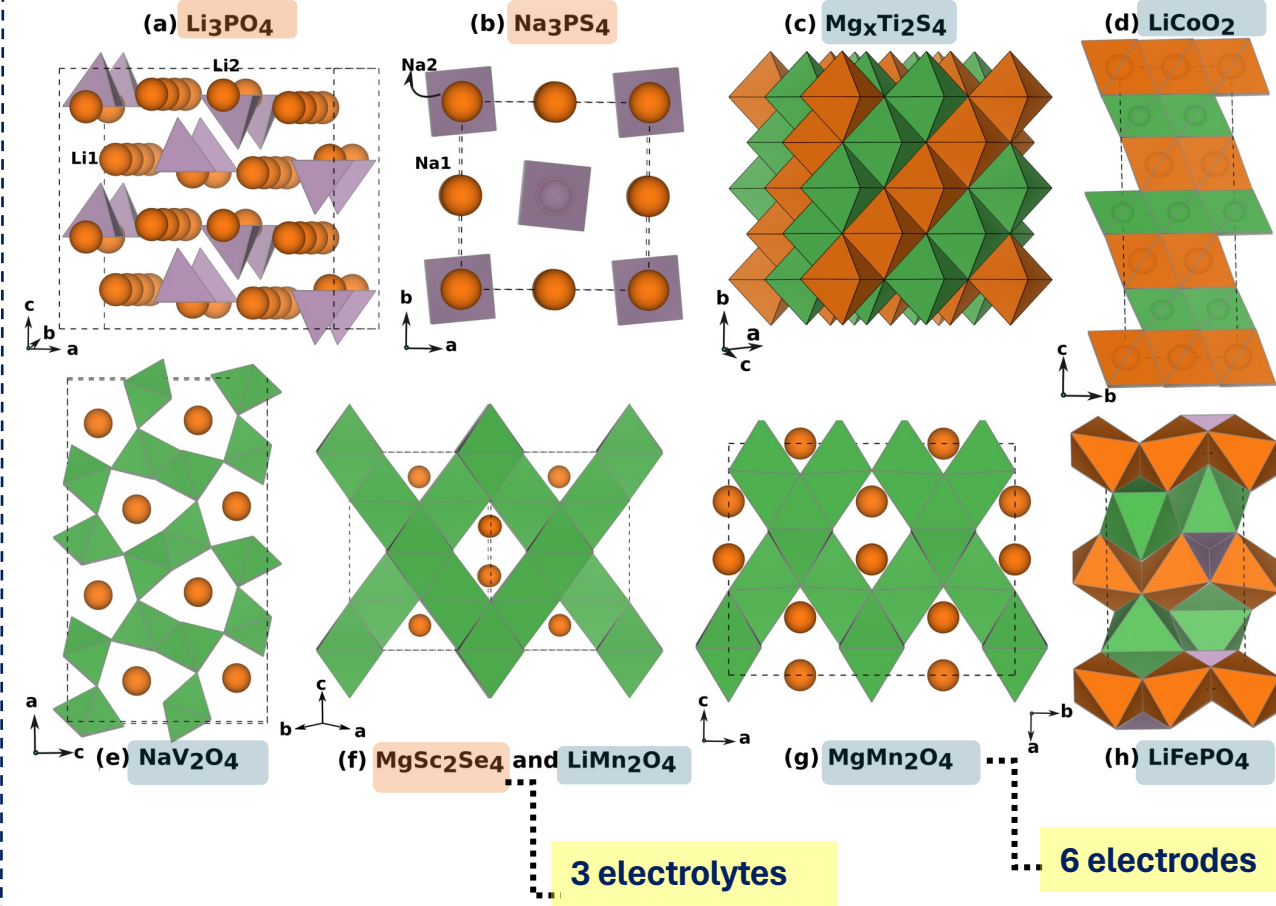 (a) Li₃PO₄
(b) Na₃PS₄
(c) MgₓTi₂S₄
(d) LiCoO₂
Li2
Li1
c
b
a
Na2
Na1
b
a
b
a
c
c
b
a
c
(e) NaV₂O₄
c
b
a
(f) MgSc₂Se₄ and LiMn₂O₄
c
a
(g) MgMn₂O₄
b
a
(h) LiFePO₄
3 electrolytes
6 electrodes